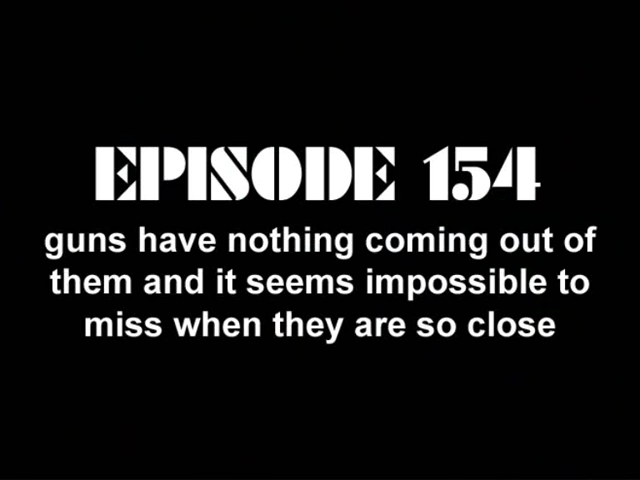 EPISODE 154
guns have nothing coming out of
them and it seems impossible to
miss when they are so close